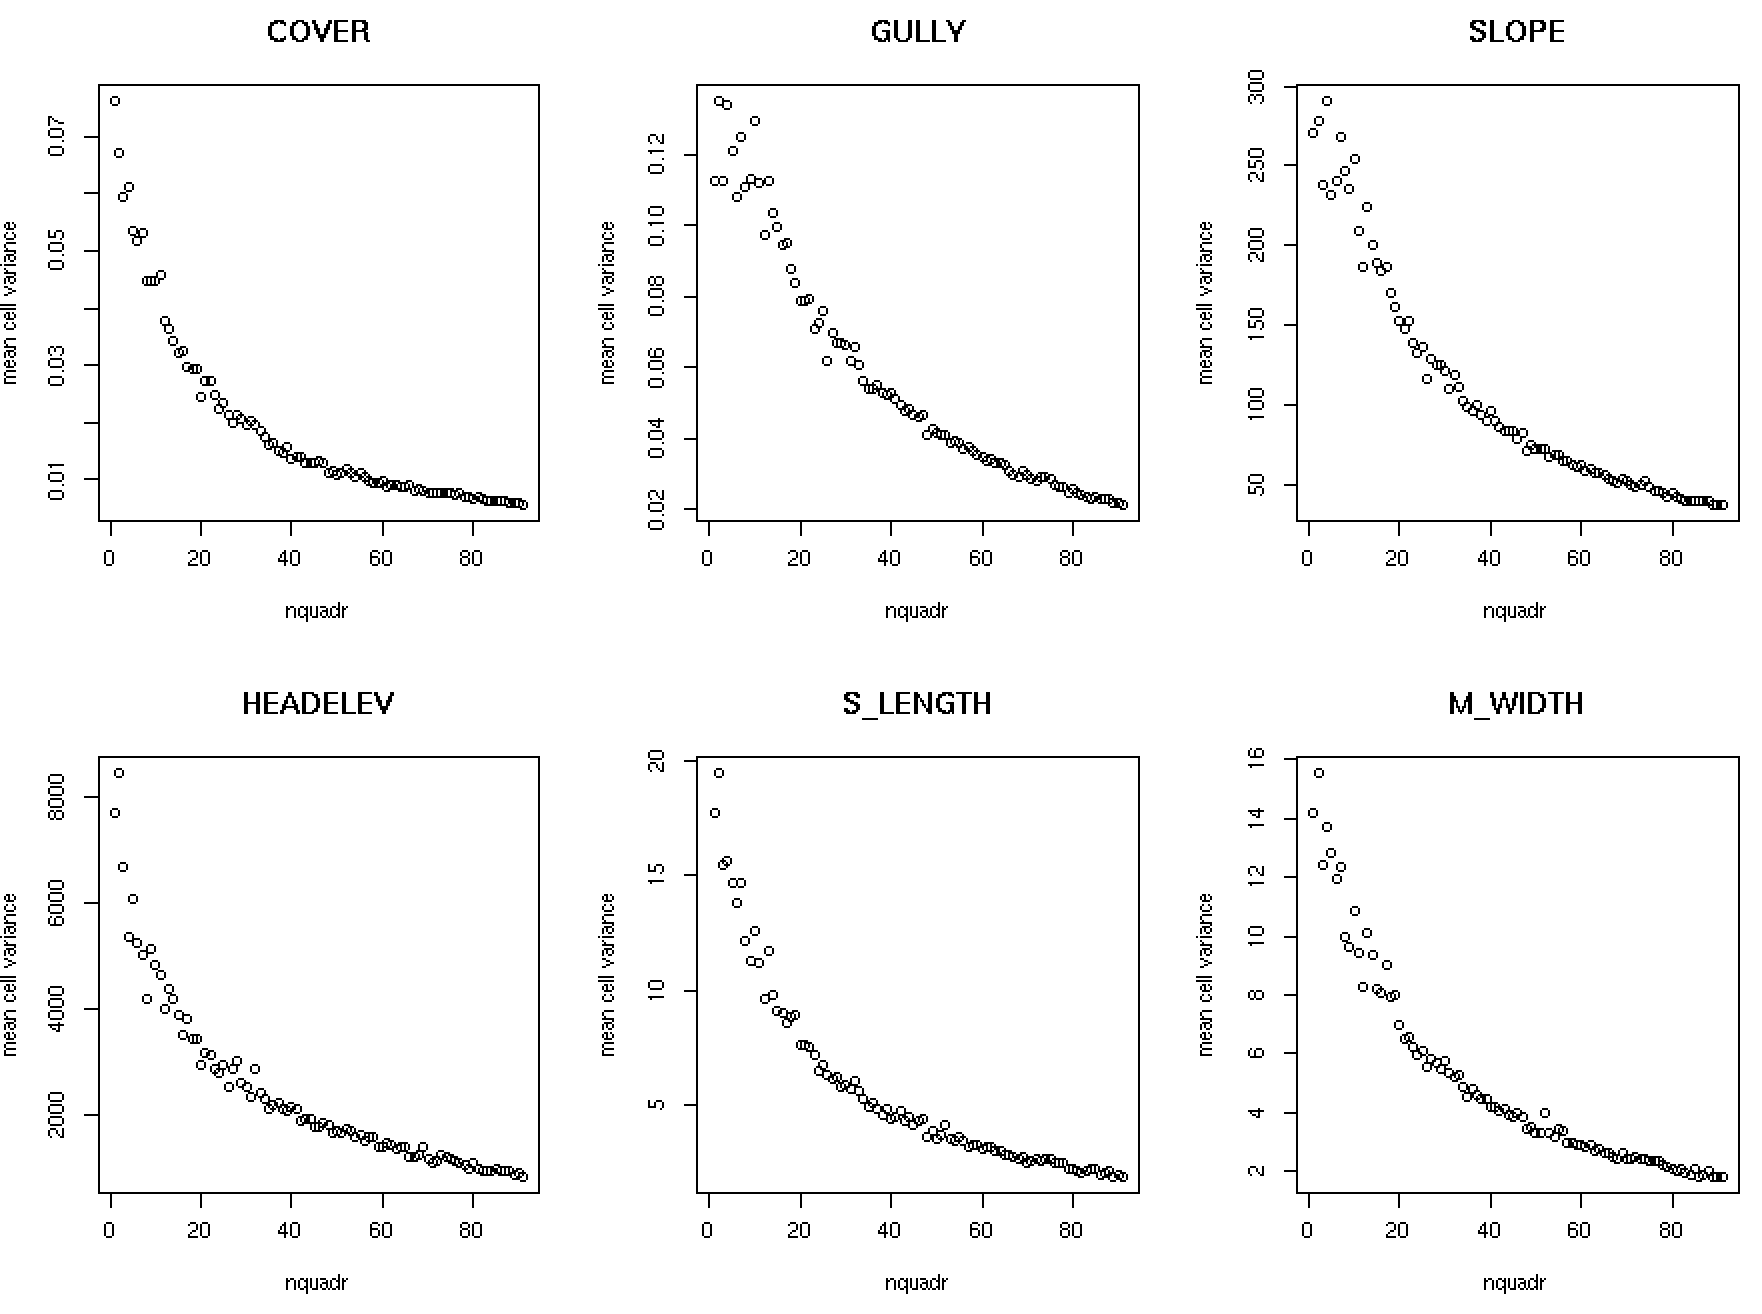 COVER
GULLY
SLOPE
mean cell variance
0.01
0.03
0.05
0.07
0 20 40 60 80
nquadr
mean cell variance
0.02 0.04 0.06 0.08 0.10 0.12
0 20 40 60 80
nquadr
mean cell variance
50 100 150 200 250 300
0 20 40 60 80
nquadr
HEADELEV
S_LENGTH
M_WIDTH
mean cell variance
2000 4000 6000 8000
0 20 40 60 80
nquadr
mean cell variance
5 10 15 20
0 20 40 60 80
nquadr
mean cell variance
2 4 6 8 10 12 14 16
0 20 40 60 80
nquadr